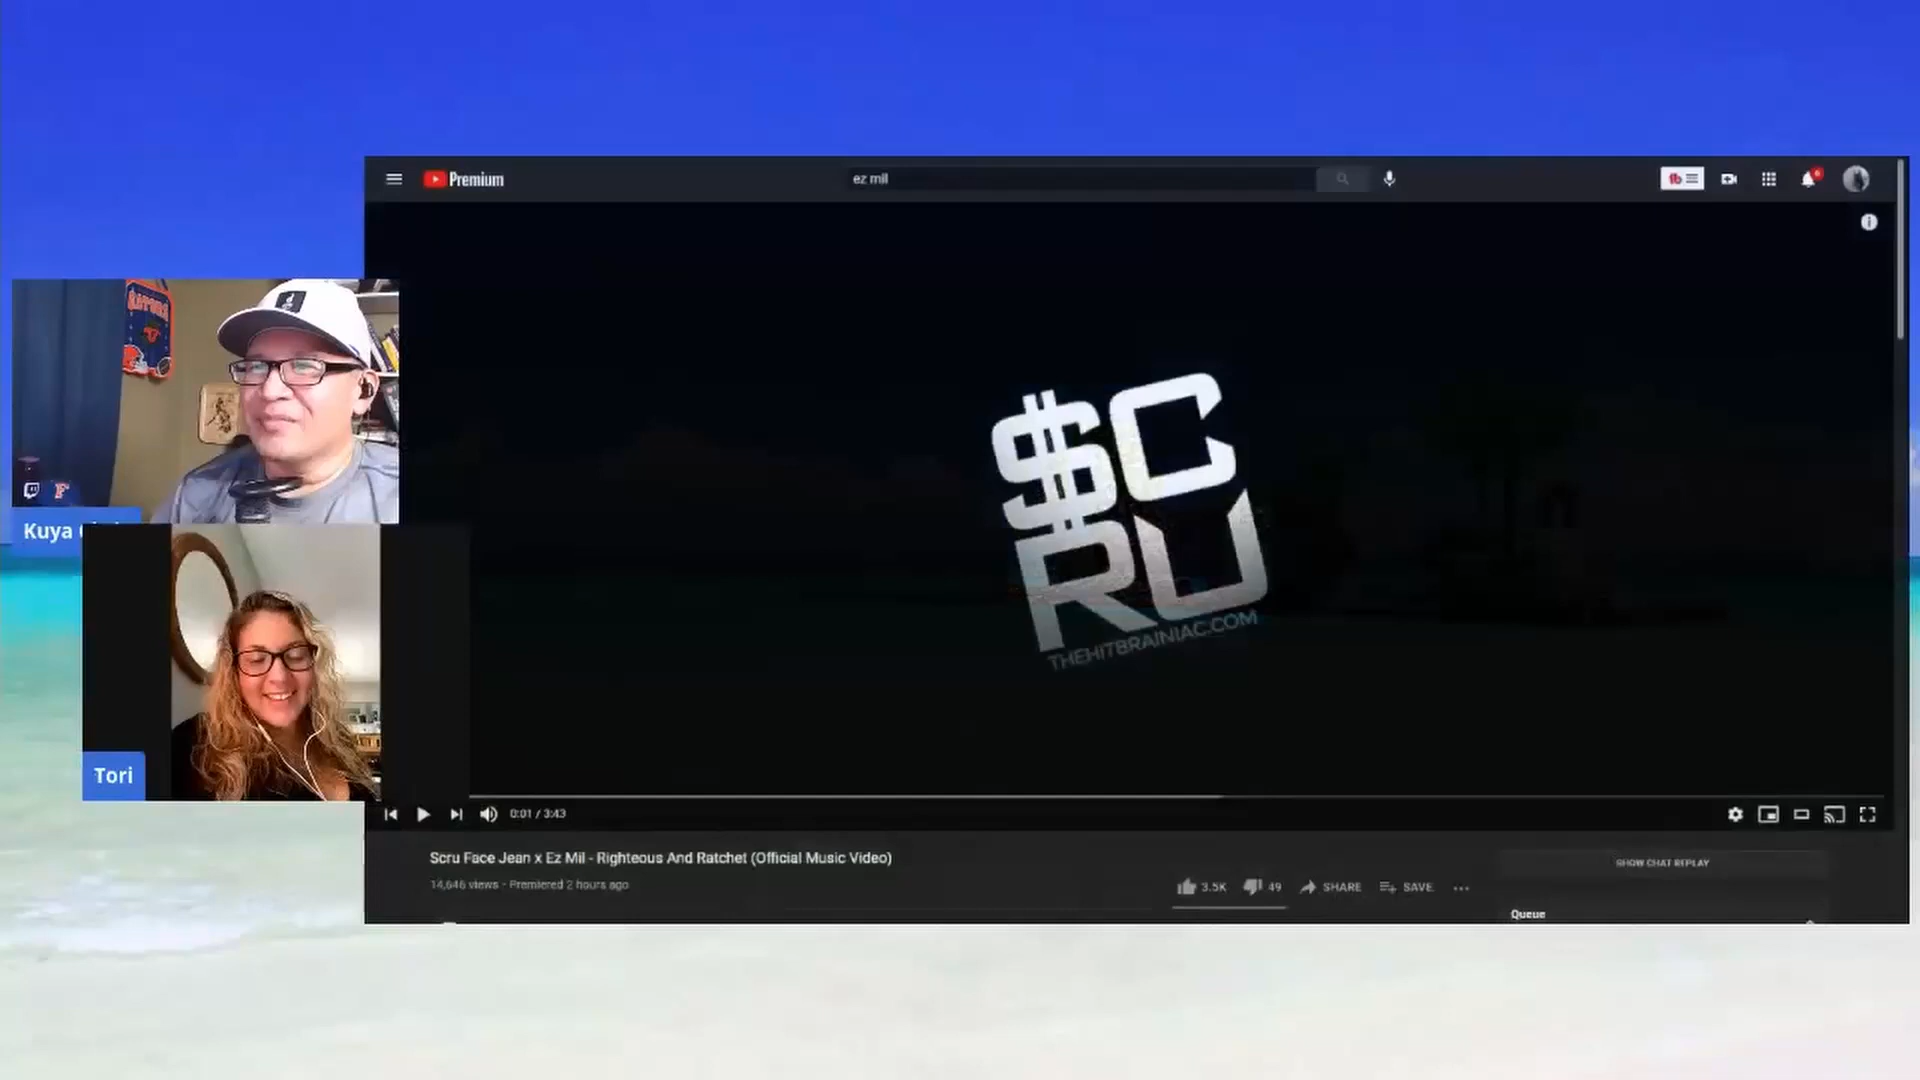 Premium
ez mil
GATORS
F
$C
RU
THEHITBRAINIAC.COM
Kuya
Tori
0:01 / 3:43
Scru Face Jean x Ez Mil - Righteous And Ratchet (Official Music Video)
14,646 views • Premiered 2 hours ago
3.5K
49
SHARE
SAVE
SHOW CHAT REPLAY
Queue